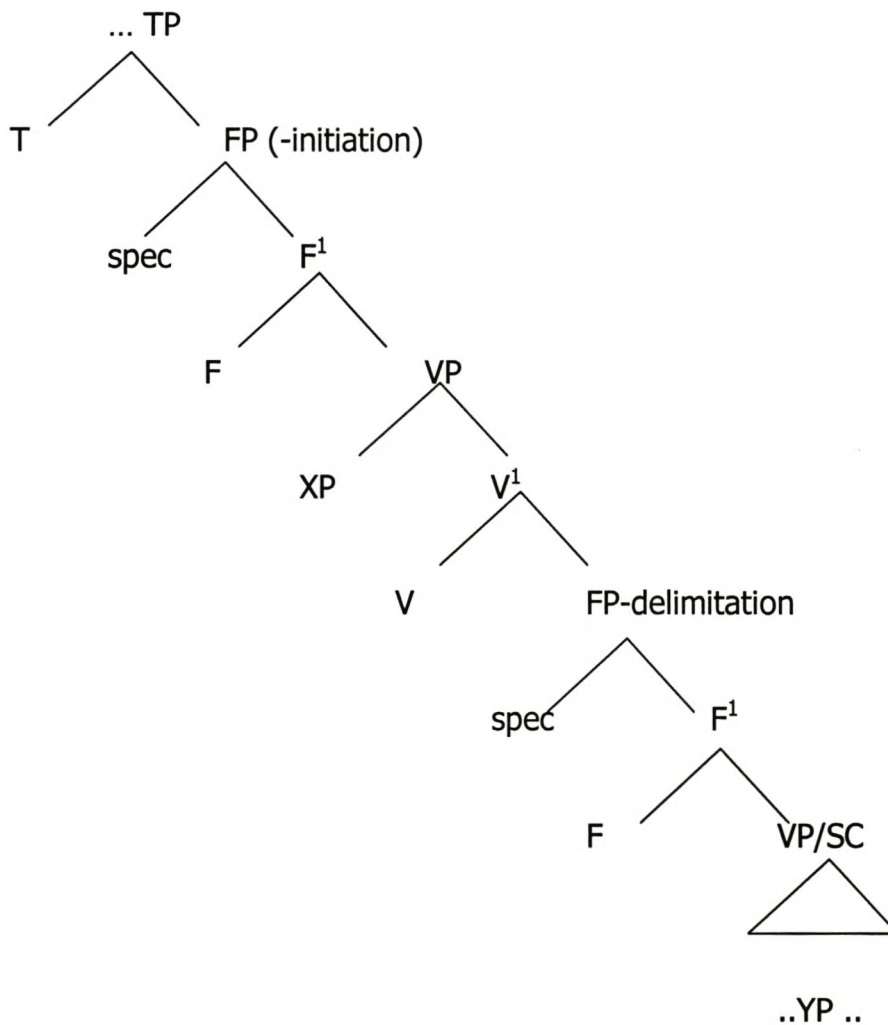 ... TP
T FP (-initiation)
spec F¹
F VP
XP V¹
V FP-delimitation
spec F¹
F VP/SC
..YP ..